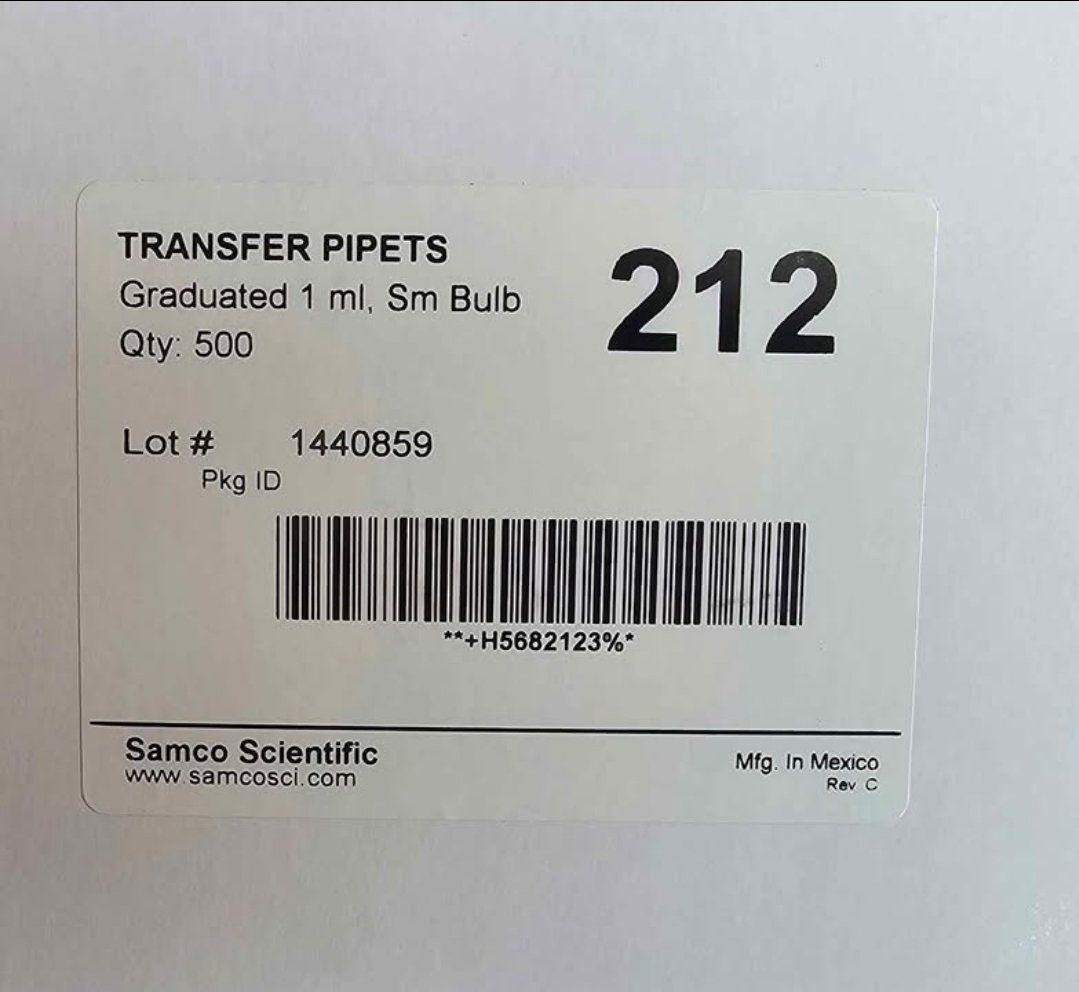 TRANSFER PIPETS
212
Graduated 1 ml, Sm Bulb
Qty: 500
Lot # 1440859
Pkg ID
**+H5682123%*
Samco Scientific
www.samcosci.com
Mfg. In Mexico
Rev C